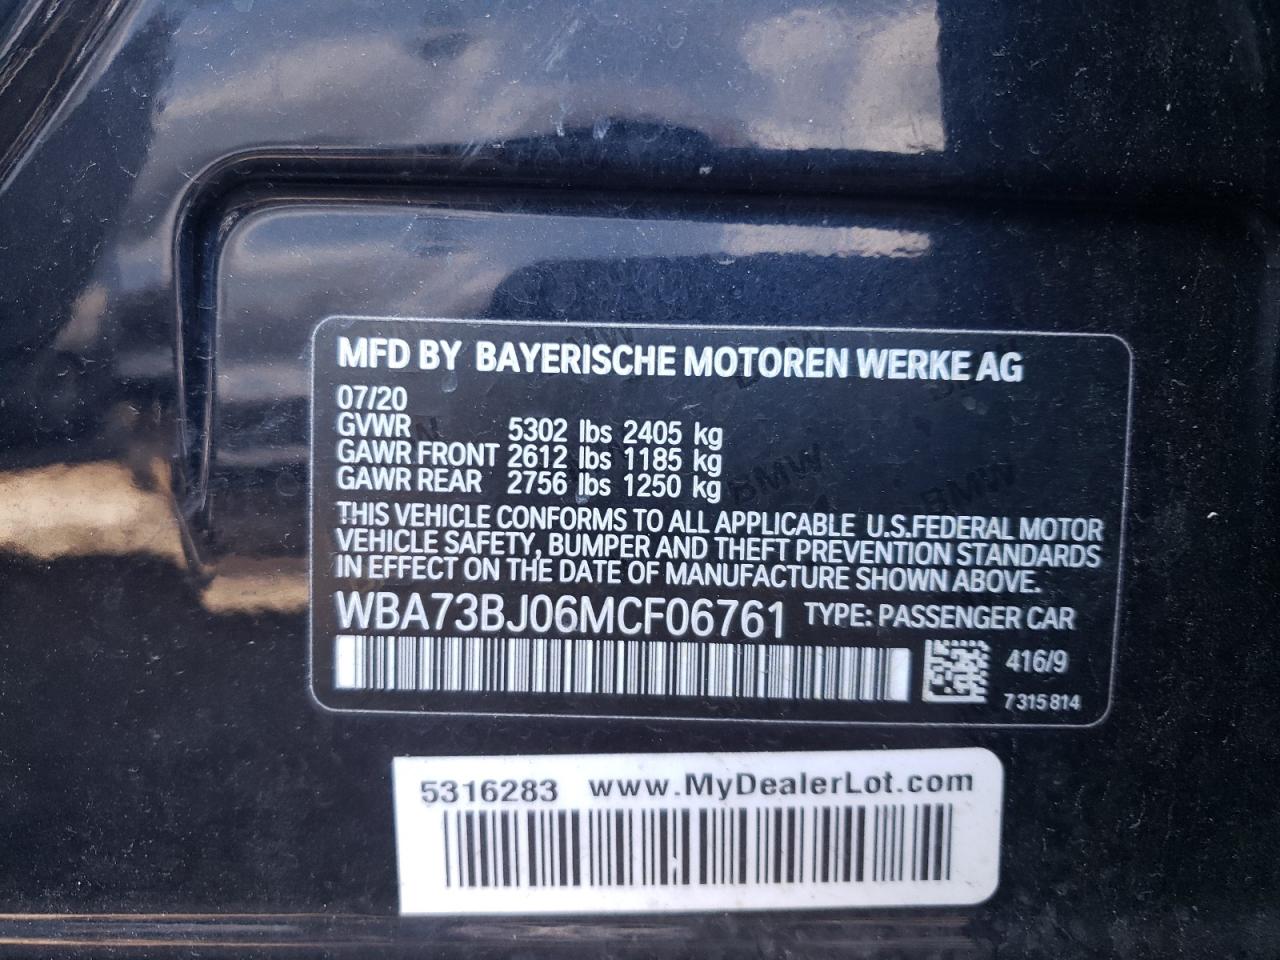 MFD BY BAYERISCHE MOTOREN WERKE AG
07/20
GVWR 5302 lbs 2405 kg
GAWR FRONT 2612 lbs 1185 kg
GAWR REAR 2756 lbs 1250 kg
THIS VEHICLE CONFORMS TO ALL APPLICABLE U.S.FEDERAL MOTOR
VEHICLE SAFETY, BUMPER AND THEFT PREVENTION STANDARDS
IN EFFECT ON THE DATE OF MANUFACTURE SHOWN ABOVE.
WBA73BJ06MCF06761 TYPE: PASSENGER CAR
416/9
7315814
5316283 www.MyDealerLot.com